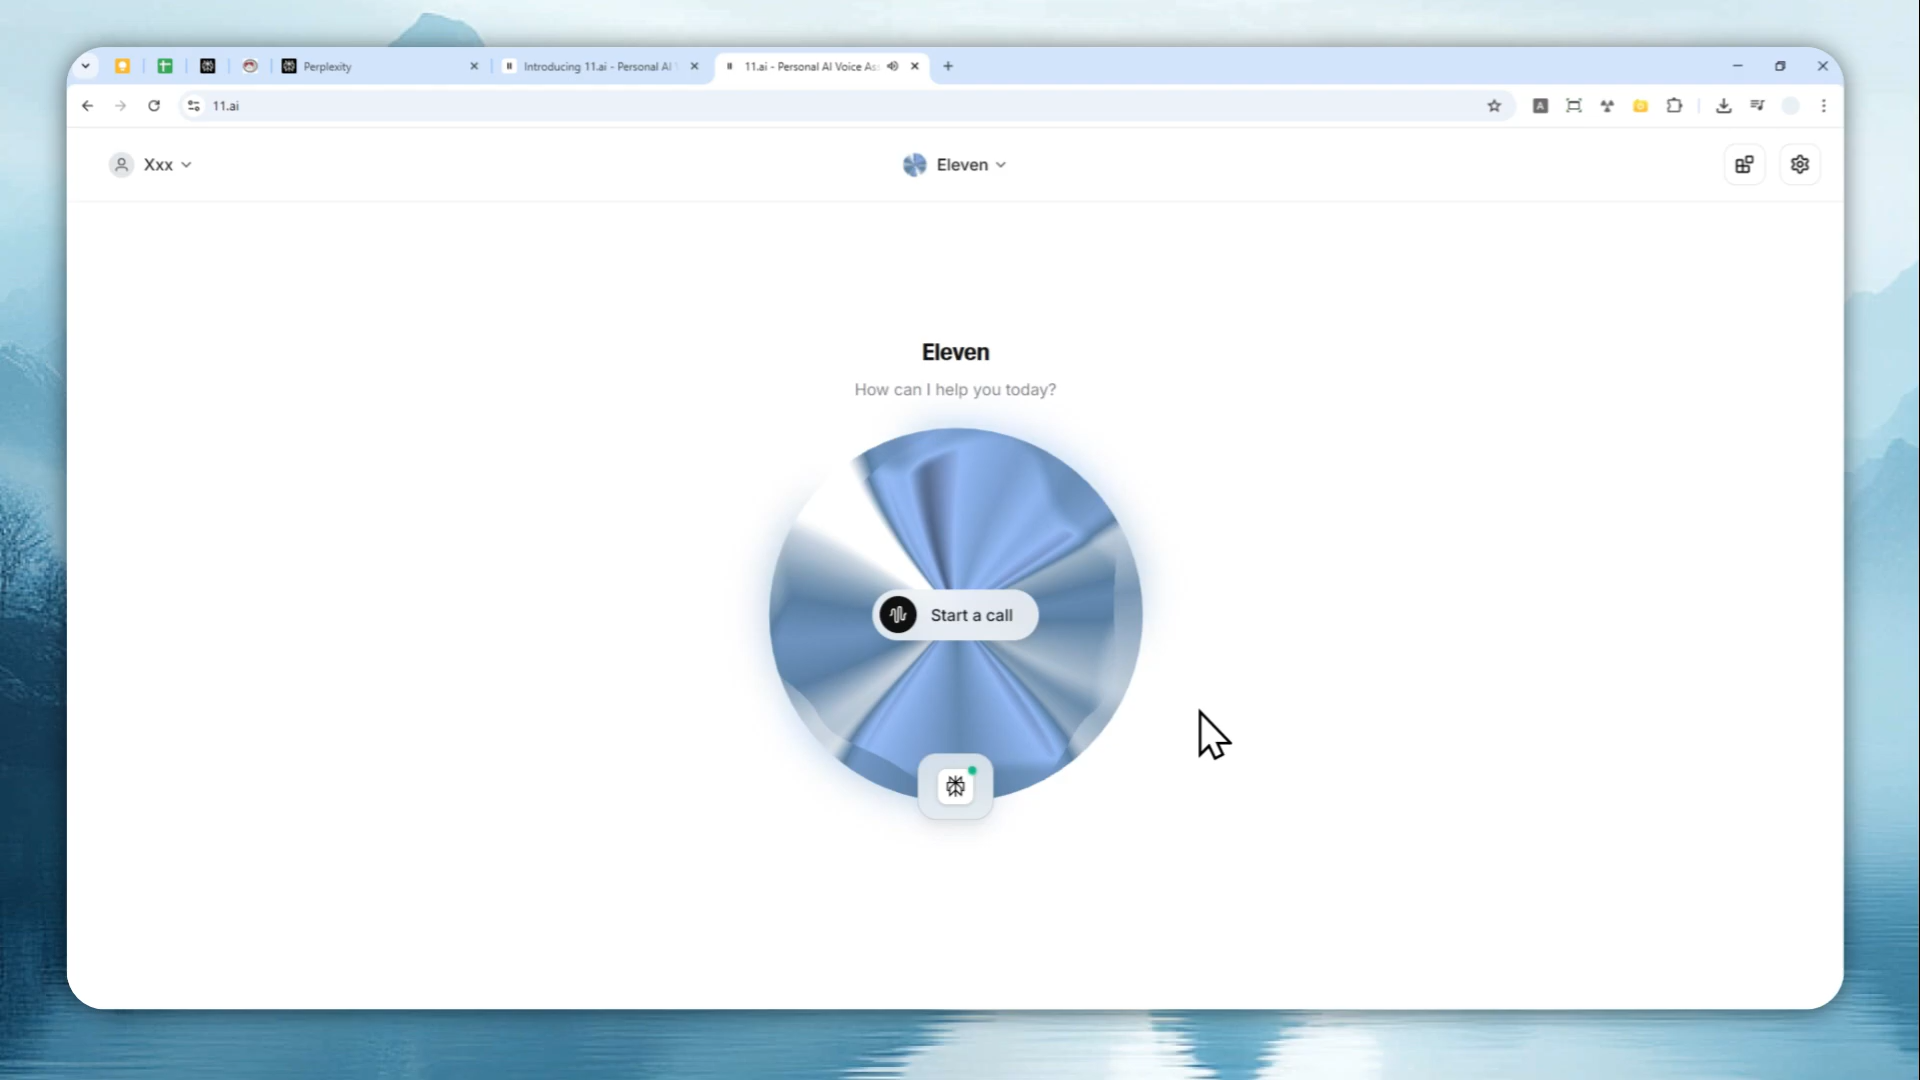 Perplexity
Introducing 11.ai - Personal AI
11.ai - Personal AI Voice As
11.ai
Xxx
Eleven
Eleven
How can I help you today?
Start a call